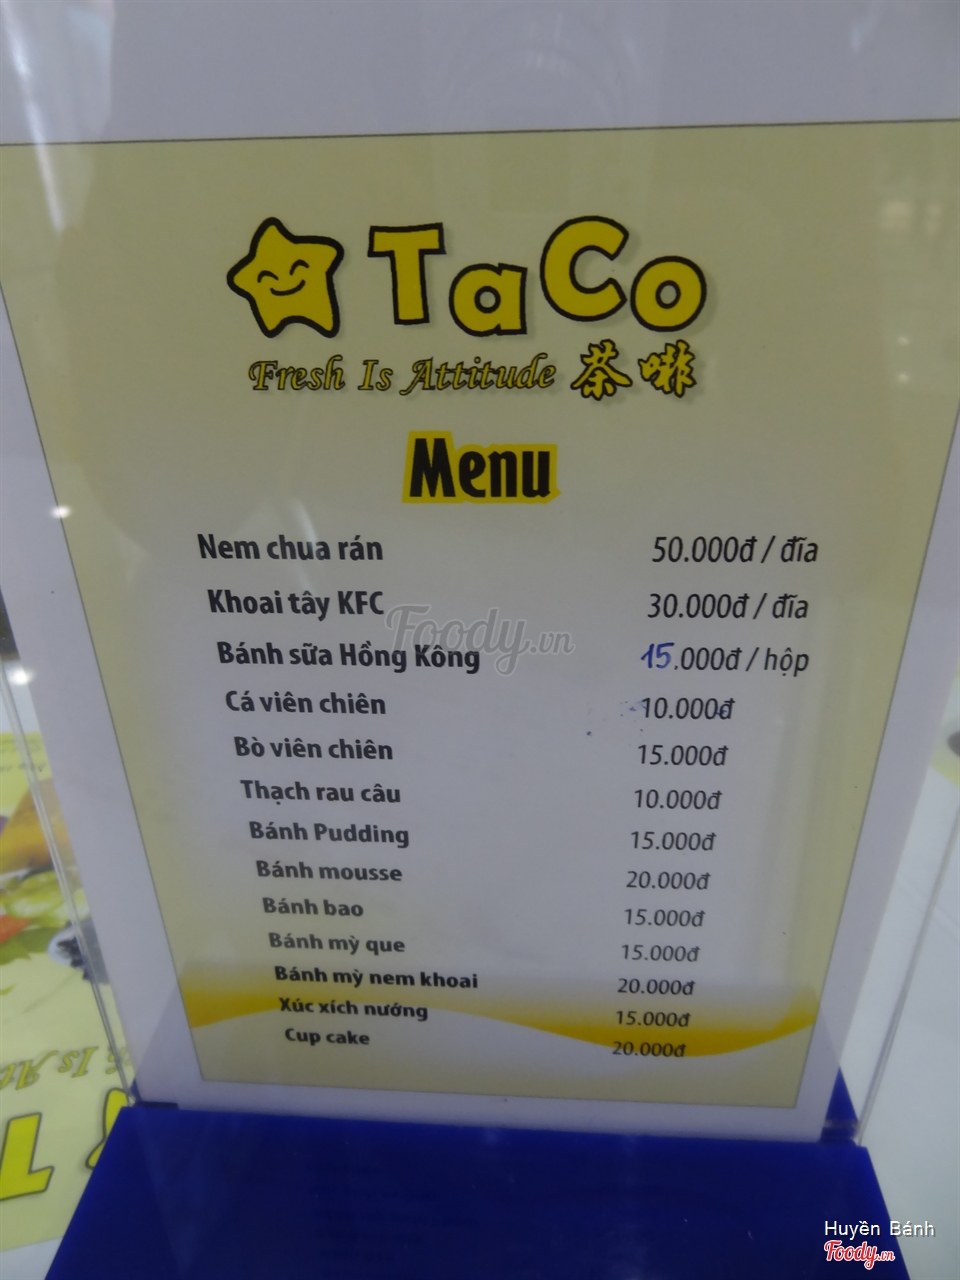 TaCo
Fresh Is Attitude 茶啡
Menu
Nem chua rán 50.000đ / đĩa
Khoai tây KFC 30.000đ / đĩa
Bánh sữa Hồng Kông 15.000đ / hộp
Cá viên chiên 10.000đ
Bò viên chiên 15.000đ
Thạch rau câu 10.000đ
Bánh Pudding 15.000đ
Bánh mousse 20.000đ
Bánh bao 15.000đ
Bánh mỳ que 15.000đ
Bánh mỳ nem khoai 20.000đ
Xúc xích nướng 15.000đ
Cup cake 20.000đ
Foody.vn
Huyền Bánh
Foody.vn